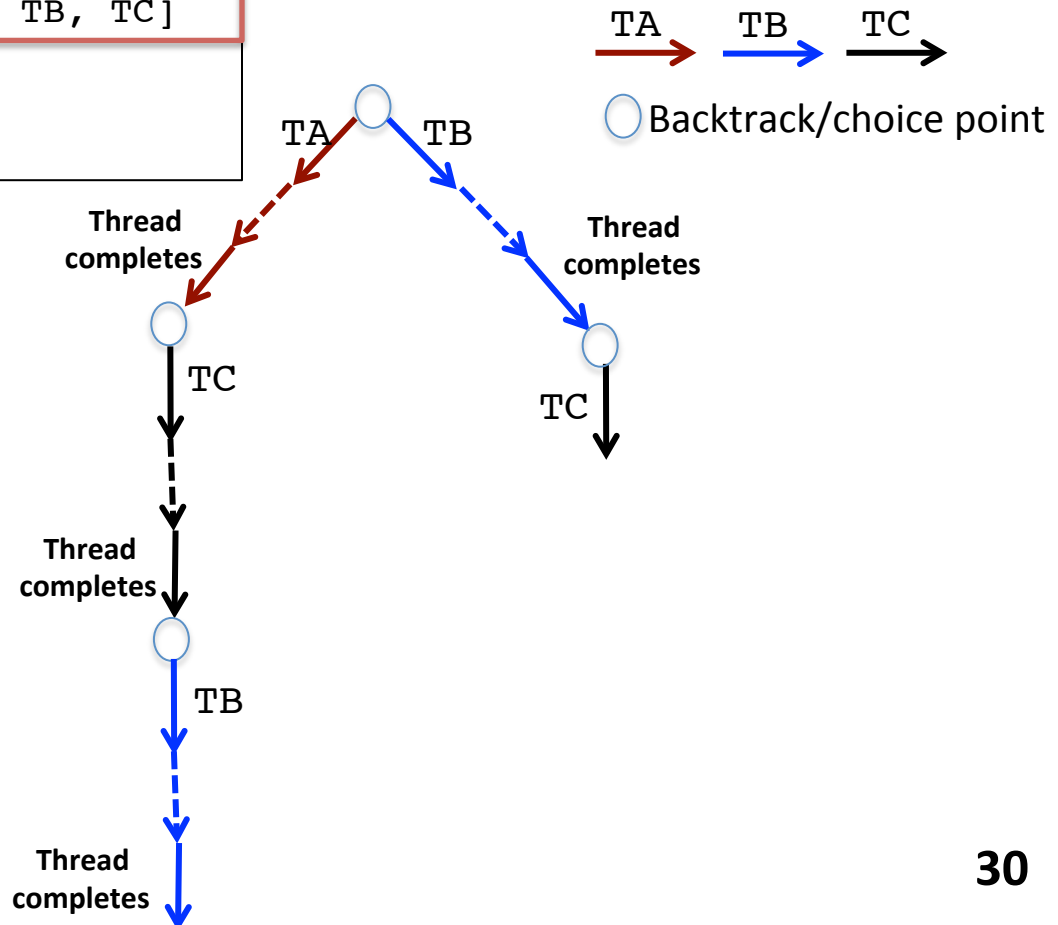 TB, TC]
TA TB TC
Backtrack/choice point
TA TB
Thread
completes
Thread
completes
TC
TC
Thread
completes
TB
Thread
completes
30